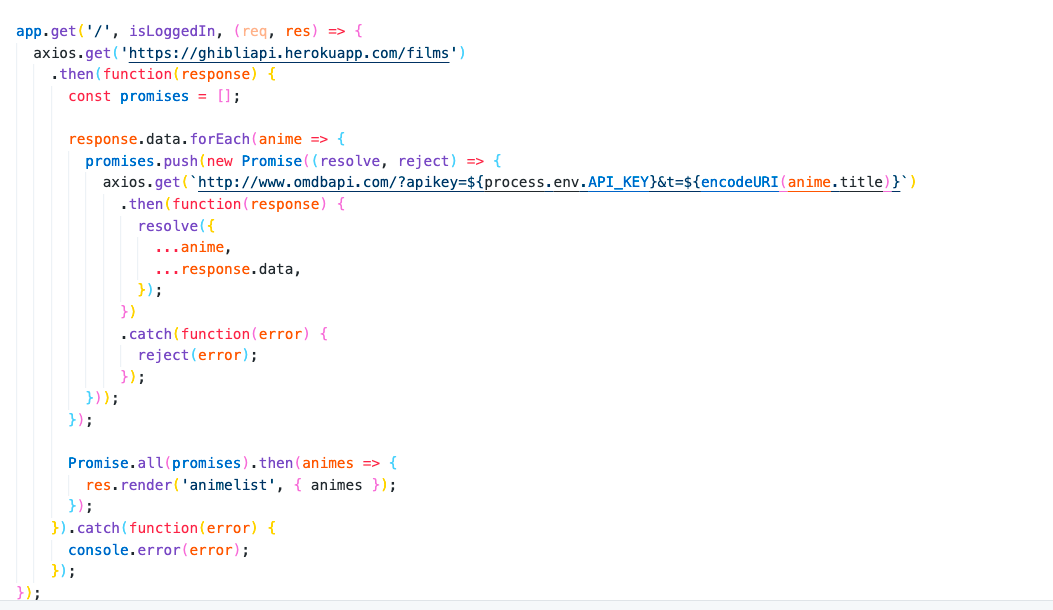 app.get('/', isLoggedIn, (req, res) => {
  axios.get('https://ghibliapi.herokuapp.com/films')
    .then(function(response) {
      const promises = [];

      response.data.forEach(anime => {
        promises.push(new Promise((resolve, reject) => {
          axios.get(`http://www.omdbapi.com/?apikey=${process.env.API_KEY}&t=${encodeURI(anime.title)}`)
            .then(function(response) {
              resolve({
                ...anime,
                ...response.data,
              });
            })
            .catch(function(error) {
              reject(error);
            });
        }));
      });

      Promise.all(promises).then(animes => {
        res.render('animelist', { animes });
      });
    }).catch(function(error) {
      console.error(error);
    });
});